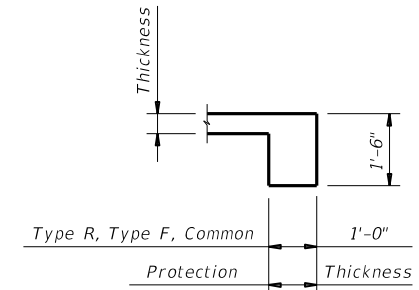 Thickness
1'-6"
Type R, Type F, Common 1'-0"
Protection Thickness